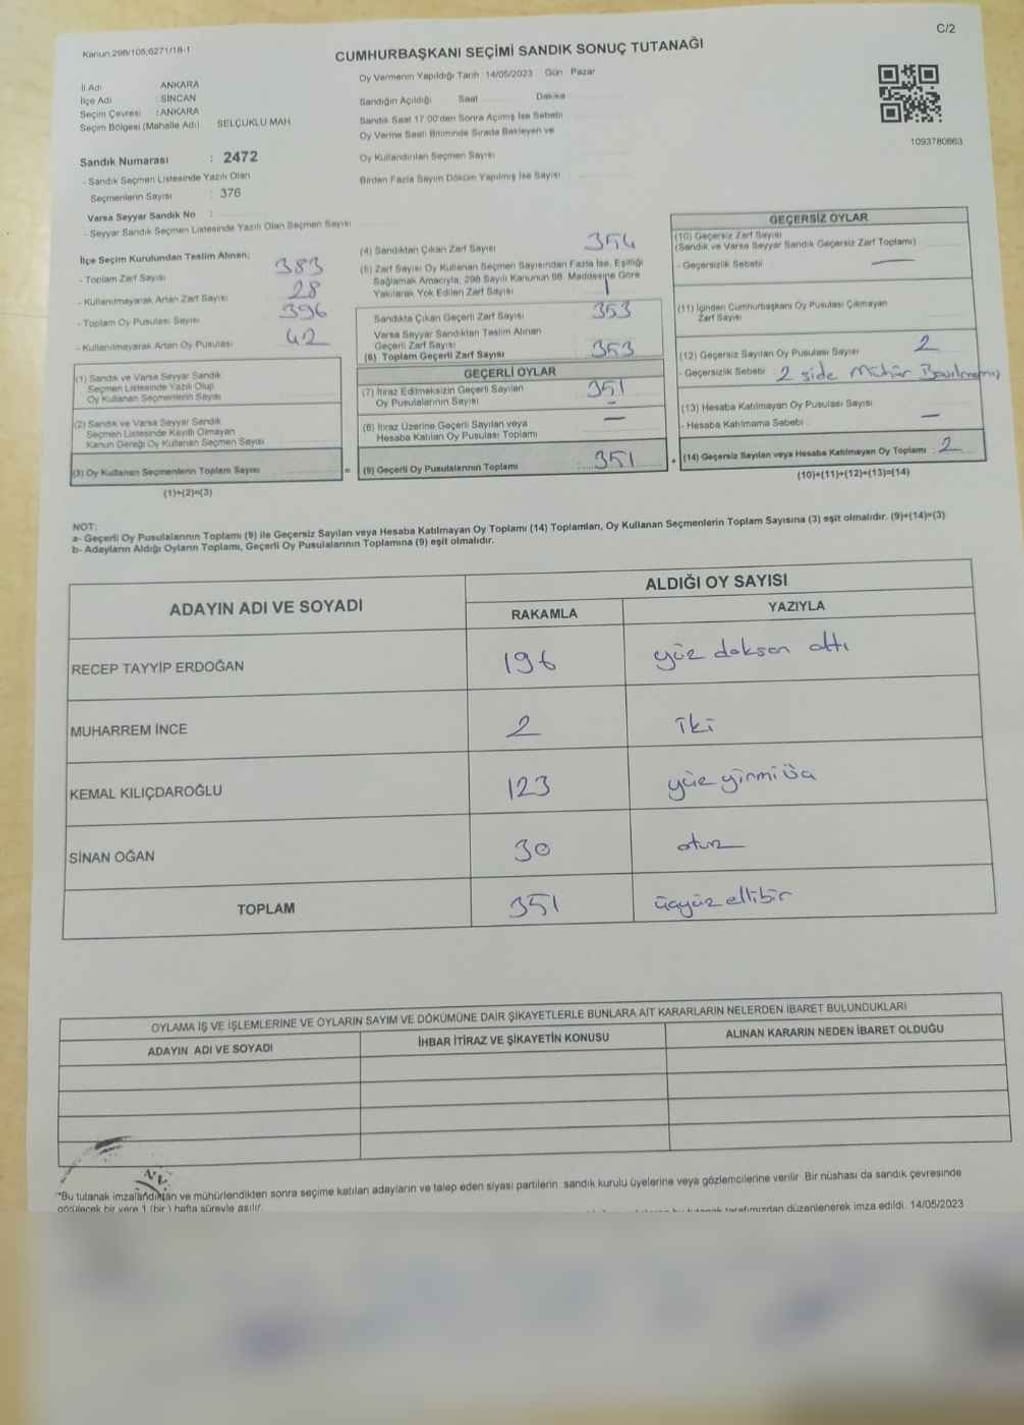 Kanun 298/105;6271/18-1
C/2
CUMHURBAŞKANI SEÇİMİ SANDIK SONUÇ TUTANAĞI
İl Adı ANKARA
İlçe Adı : SİNCAN
Seçim Çevresi : ANKARA
Seçim Bölgesi (Mahalle Adı) SELÇUKLU MAH
Sandık Numarası : 2472
- Sandık Seçmen Listesinde Yazılı Olan
Seçmenlerin Sayısı : 376
Varsa Seyyar Sandık No :
- Seyyar Sandık Seçmen Listesinde Yazılı Olan Seçmen Sayısı
Oy Vermenin Yapıldığı Tarih 14/05/2023 Gün Pazar
Sandığın Açıldığı Saat Dakika
Sandık Saat 17:00'den Sonra Açılmış İse Sebebi
Oy Verme Saati Bitiminde Sırada Bekleyen ve
Oy Kullandırılan Seçmen Sayısı
Birden Fazla Sayım Döküm Yapılmış İse Sayısı
1093780663
İlçe Seçim Kurulundan Teslim Alınan;
- Toplam Zarf Sayısı 383
- Kullanılmayarak Artan Zarf Sayısı 28
- Toplam Oy Pusulası Sayısı 396
- Kullanılmayarak Artan Oy Pusulası 42
(1) Sandık ve Varsa Seyyar Sandık
Seçmen Listesinde Yazılı Olup
Oy Kullanan Seçmenlerin Sayısı
(2) Sandık ve Varsa Seyyar Sandık
Seçmen Listesinde Kayıtlı Olmayan
Kanun Gereği Oy Kullanan Seçmen Sayısı
(3) Oy Kullanan Seçmenlerin Toplam Sayısı
(1)+(2)=(3)
(4) Sandıktan Çıkan Zarf Sayısı 354
(5) Zarf Sayısı Oy Kullanan Seçmen Sayısından Fazla İse, Eşitliği
Sağlamak Amacıyla, 298 Sayılı Kanunun 98. Maddesine Göre
Yakılarak Yok Edilen Zarf Sayısı 1
Sandıkta Çıkan Geçerli Zarf Sayısı 353
Varsa Seyyar Sandıktan Teslim Alınan
Geçerli Zarf Sayısı -
(6) Toplam Geçerli Zarf Sayısı 353
GEÇERLİ OYLAR
(7) İtiraz Edilmeksizin Geçerli Sayılan
Oy Pusulalarının Sayısı 351
(8) İtiraz Üzerine Geçerli Sayılan veya
Hesaba Katılan Oy Pusulası Toplamı —
= (9) Geçerli Oy Pusulalarının Toplamı 351
GEÇERSİZ OYLAR
(10) Geçersiz Zarf Sayısı
(Sandık ve Varsa Seyyar Sandık Geçersiz Zarf Toplamı)
- Geçersizlik Sebebi —
(11) İçinden Cumhurbaşkanı Oy Pusulası Çıkmayan
Zarf Sayısı
(12) Geçersiz Sayılan Oy Pusulası Sayısı 2
- Geçersizlik Sebebi 2 side Mühür
(13) Hesaba Katılmayan Oy Pusulası Sayısı
- Hesaba Katılmama Sebebi —
+ (14) Geçersiz Sayılan veya Hesaba Katılmayan Oy Toplamı 2
(10)+(11)+(12)+(13)=(14)
NOT:
a- Geçerli Oy Pusulalarının Toplamı (9) ile Geçersiz Sayılan veya Hesaba Katılmayan Oy Toplamı (14) Toplamları, Oy Kullanan Seçmenlerin Toplam Sayısına (3) eşit olmalıdır. (9)+(14)=(3)
b- Adayların Aldığı Oyların Toplamı, Geçerli Oy Pusulalarının Toplamına (9) eşit olmalıdır.
ADAYIN ADI VE SOYADI
ALDIĞI OY SAYISI
RAKAMLA YAZIYLA
RECEP TAYYİP ERDOĞAN 196 yüz doksan altı
MUHARREM İNCE 2 iki
KEMAL KILIÇDAROĞLU 123 yüz yirmi üç
SİNAN OĞAN 30 otuz
TOPLAM 351 üçyüz ellibir
OYLAMA İŞ VE İŞLEMLERİNE VE OYLARIN SAYIM VE DÖKÜMÜNE DAİR ŞİKAYETLERLE BUNLARA AİT KARARLARIN NELERDEN İBARET BULUNDUKLARI
ADAYIN ADI VE SOYADI İHBAR İTİRAZ VE ŞİKAYETİN KONUSU ALINAN KARARIN NEDEN İBARET OLDUĞU
"Bu tutanak imzalandıktan ve mühürlendikten sonra seçime katılan adayların ve talep eden siyasi partilerin sandık kurulu üyelerine veya gözlemcilerine verilir. Bir nüshası da sandık çevresinde
görülecek bir yere 1 (bir) hafta süreyle asılır. tarafımızdan düzenlenerek imza edildi. 14/05/2023